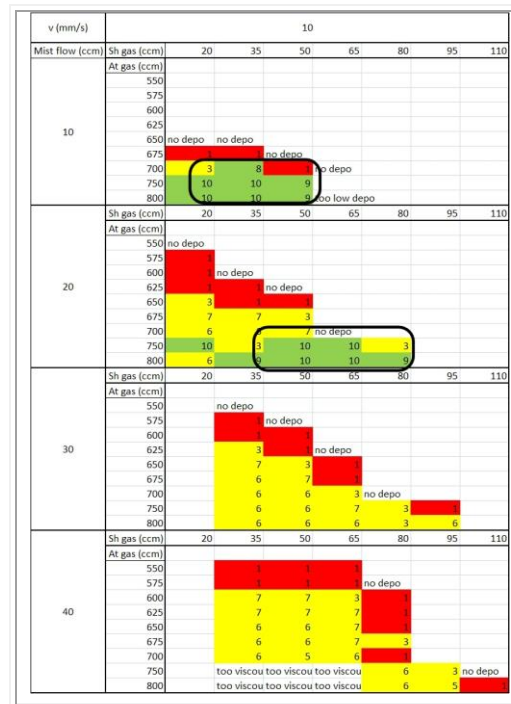 v (mm/s) 10
Mist flow (ccm) Sh gas (ccm) 20 35 50 65 80 95 110
At gas (ccm)
550
575
600
625
10
650 no depo no depo
675 1 1 no depo
700 3 8 1 no depo
750 10 10 9
800 10 10 9 too low depo
Sh gas (ccm) 20 35 50 65 80 95 110
At gas (ccm)
550 no depo
575 1
600 1 no depo
20
625 1 1 no depo
650 3 1 1
675 7 7 3
700 6 7 no depo
750 10 3 10 10 3
800 6 9 10 10 9
Sh gas (ccm) 20 35 50 65 80 95 110
At gas (ccm)
550 no depo
575 1 no depo
600 1 1
30
625 3 1 no depo
650 7 3 1
675 6 7 1
700 6 6 3 no depo
750 6 6 7 3 1
800 6 6 6 3 6
Sh gas (ccm) 20 35 50 65 80 95 110
At gas (ccm)
550 1 1 1
575 1 1 1 no depo
600 7 7 3 1
40
625 7 7 7 1
650 6 6 7 1
675 6 6 7 3
700 6 5 6 1
750 too viscou too viscou too viscou 6 3 no depo
800 too viscou too viscou too viscou 6 5 1